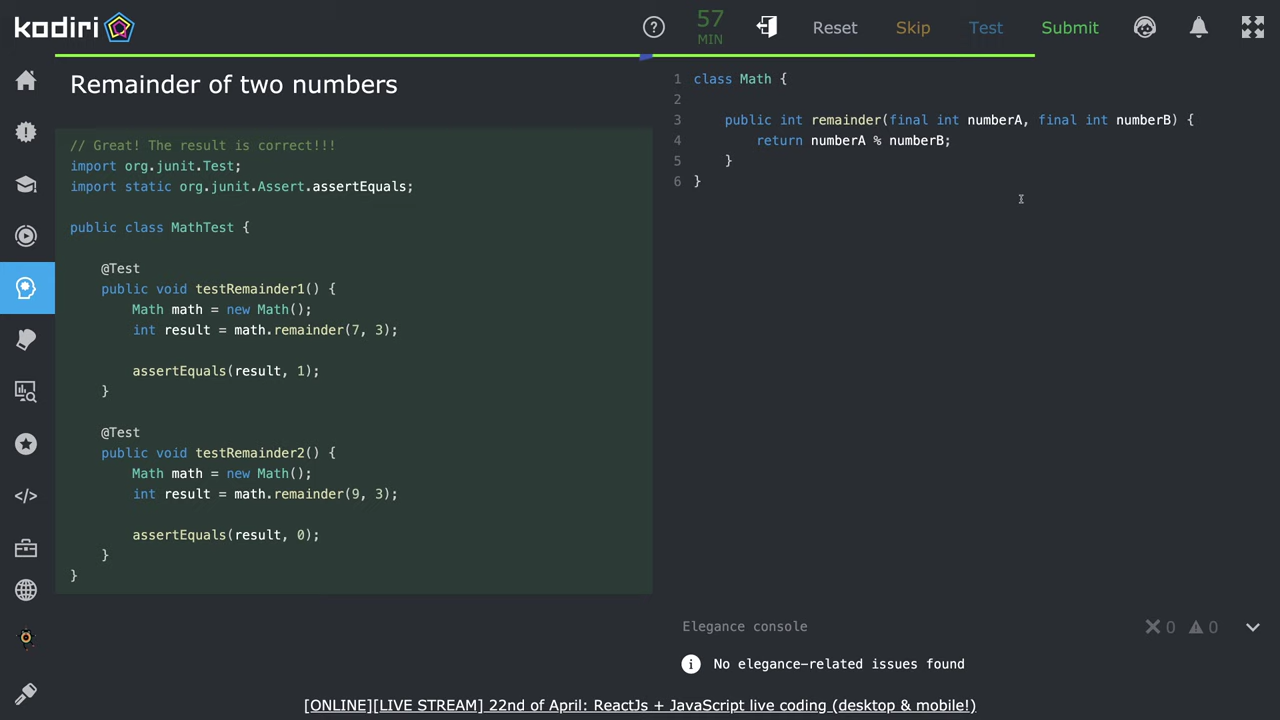 kodiri
57
MIN
Reset
Skip
Test
Submit
Remainder of two numbers
// Great! The result is correct!!!
import org.junit.Test;
import static org.junit.Assert.assertEquals;
public class MathTest {
@Test
public void testRemainder1() {
Math math = new Math();
int result = math.remainder(7, 3);
assertEquals(result, 1);
}
@Test
public void testRemainder2() {
Math math = new Math();
int result = math.remainder(9, 3);
assertEquals(result, 0);
}
}
1 class Math {
2
3 public int remainder(final int numberA, final int numberB) {
4 return numberA % numberB;
5 }
6 }
Elegance console
0
0
No elegance-related issues found
[ONLINE][LIVE STREAM] 22nd of April: ReactJs + JavaScript live coding (desktop & mobile!)